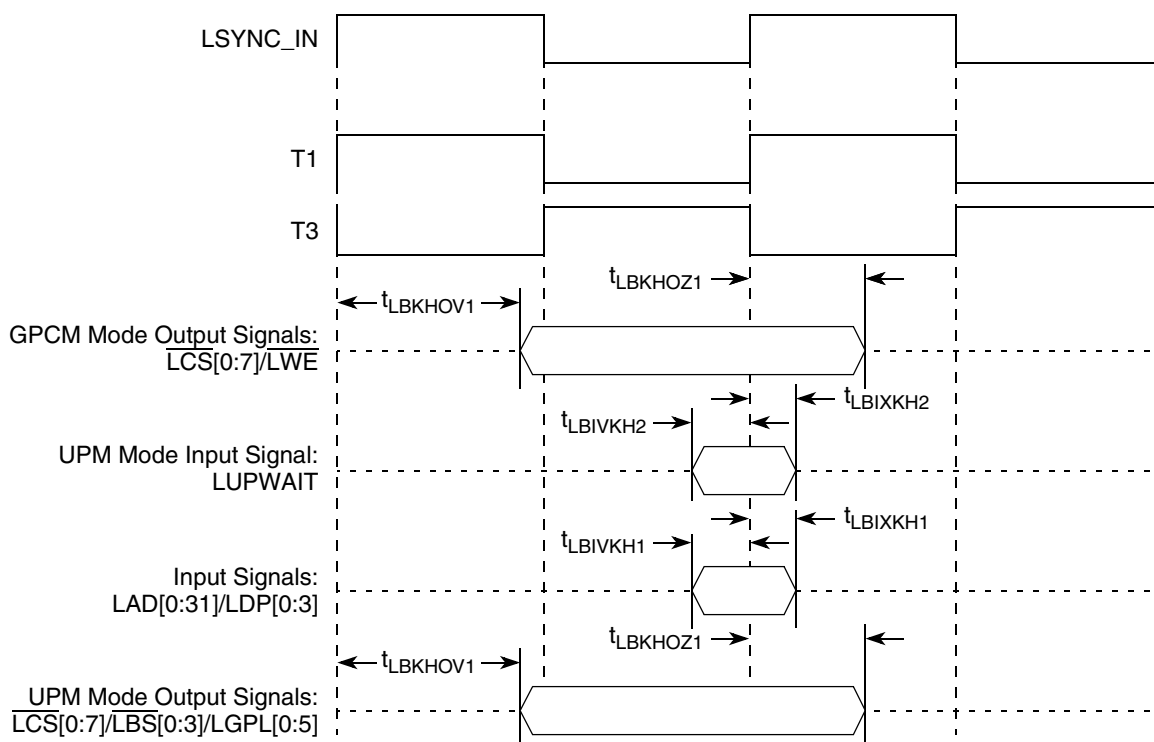 LSYNC_IN
T1
T3
tLBKHOZ1
tLBKHOV1
GPCM Mode Output Signals:
LCS[0:7]/LWE
tLBIXKH2
tLBIVKH2
UPM Mode Input Signal:
LUPWAIT
tLBIXKH1
tLBIVKH1
Input Signals:
LAD[0:31]/LDP[0:3]
tLBKHOZ1
tLBKHOV1
UPM Mode Output Signals:
LCS[0:7]/LBS[0:3]/LGPL[0:5]